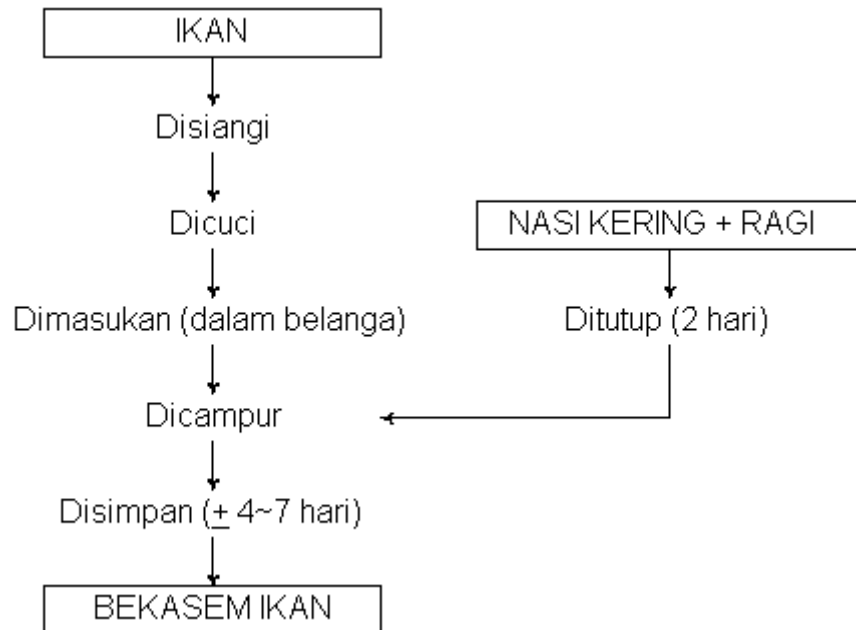 IKAN
Disiangi
Dicuci
NASI KERING + RAGI
Dimasukan (dalam belanga)
Ditutup (2 hari)
Dicampur
Disimpan (± 4~7 hari)
BEKASEM IKAN